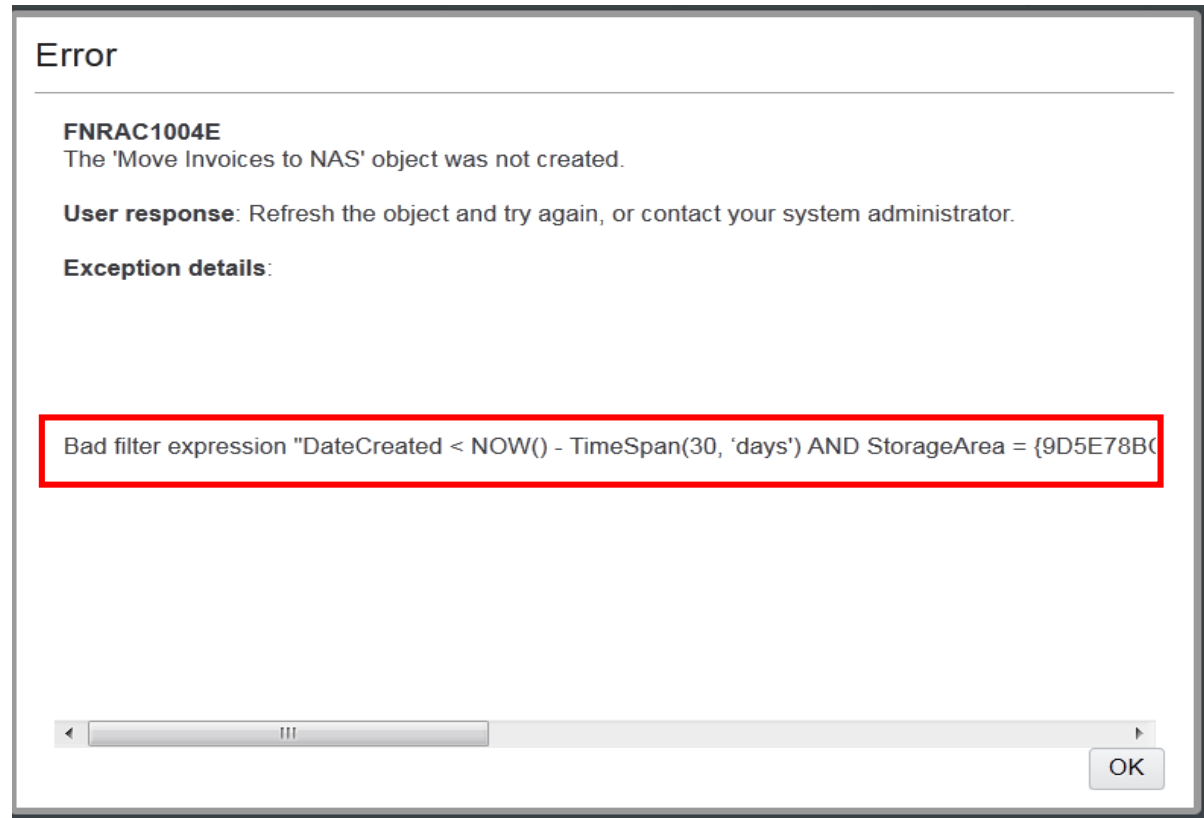 Error
FNRAC1004E
The 'Move Invoices to NAS' object was not created.
User response: Refresh the object and try again, or contact your system administrator.
Exception details:
Bad filter expression "DateCreated < NOW() - TimeSpan(30, ‘days') AND StorageArea = {9D5E78B
OK